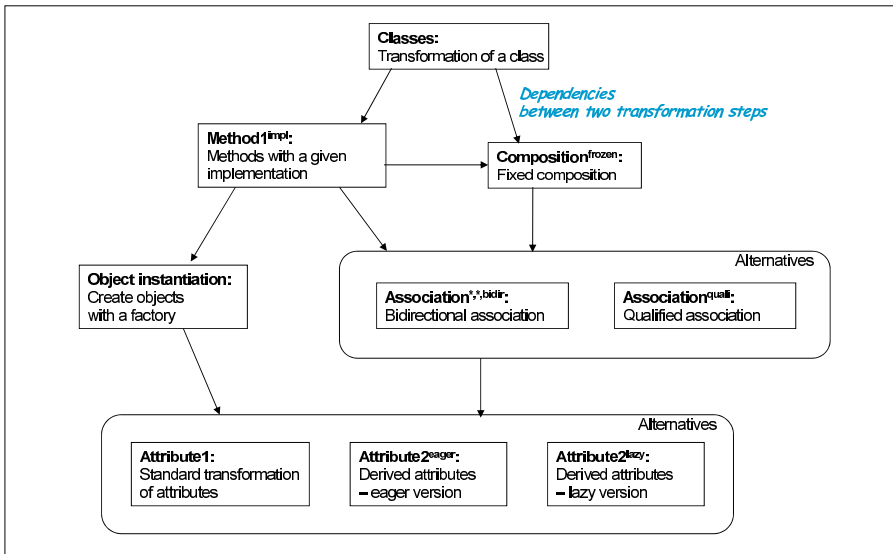 Classes:
Transformation of a class
Dependencies
between two transformation steps
Method1impl:
Methods with a given
implementation
Compositionfrozen:
Fixed composition
Alternatives
Object instantiation:
Create objects
with a factory
Association*,*,bidir:
Bidirectional association
Associationquali:
Qualified association
Alternatives
Attribute1:
Standard transformation
of attributes
Attribute2eager:
Derived attributes
– eager version
Attribute2lazy:
Derived attributes
– lazy version